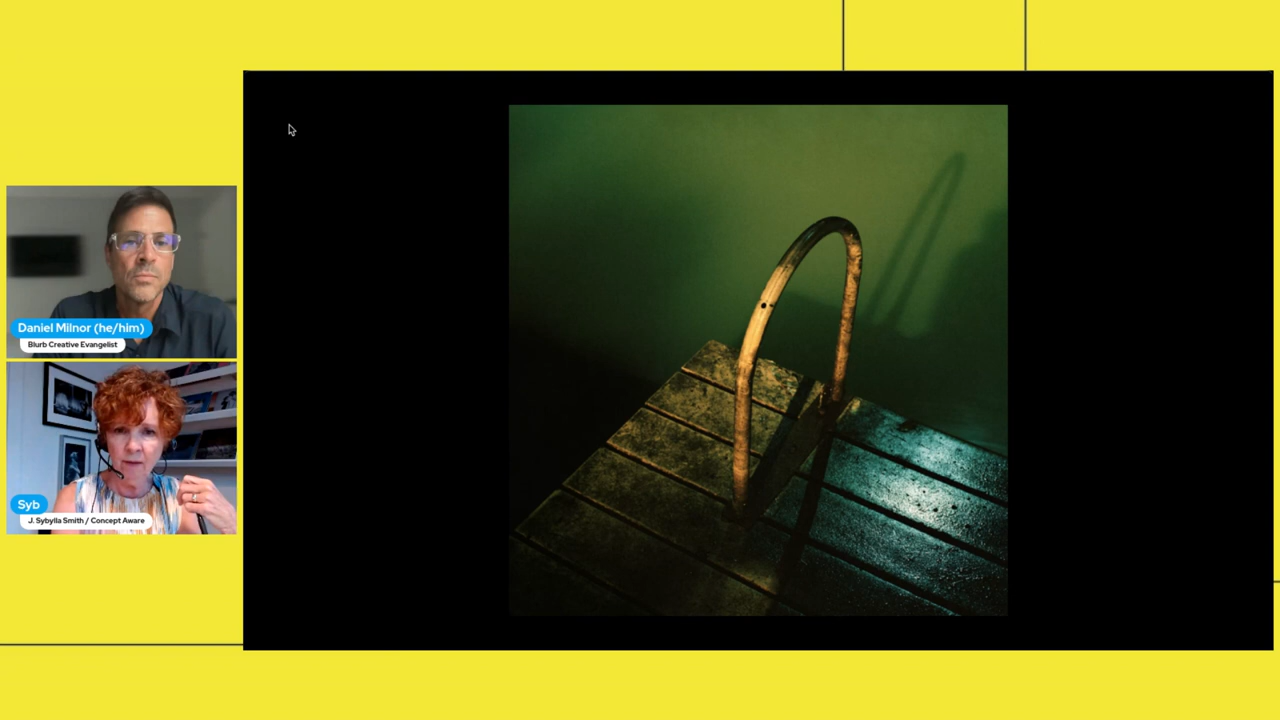 Daniel Milnor (he/him)
Blurb Creative Evangelist
Syb
J. Sybylla Smith / Concept Aware